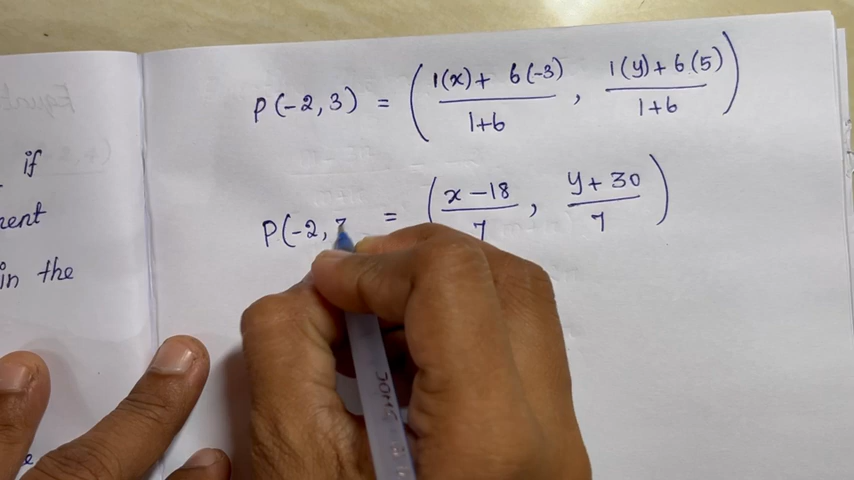 if
in the
P(-2, 3) = ( 1(x) + 6(-3) / 1+6 , 1(y) + 6(5) / 1+6 )
P(-2, = ( x - 18 / 7 , y + 30 / 7 )